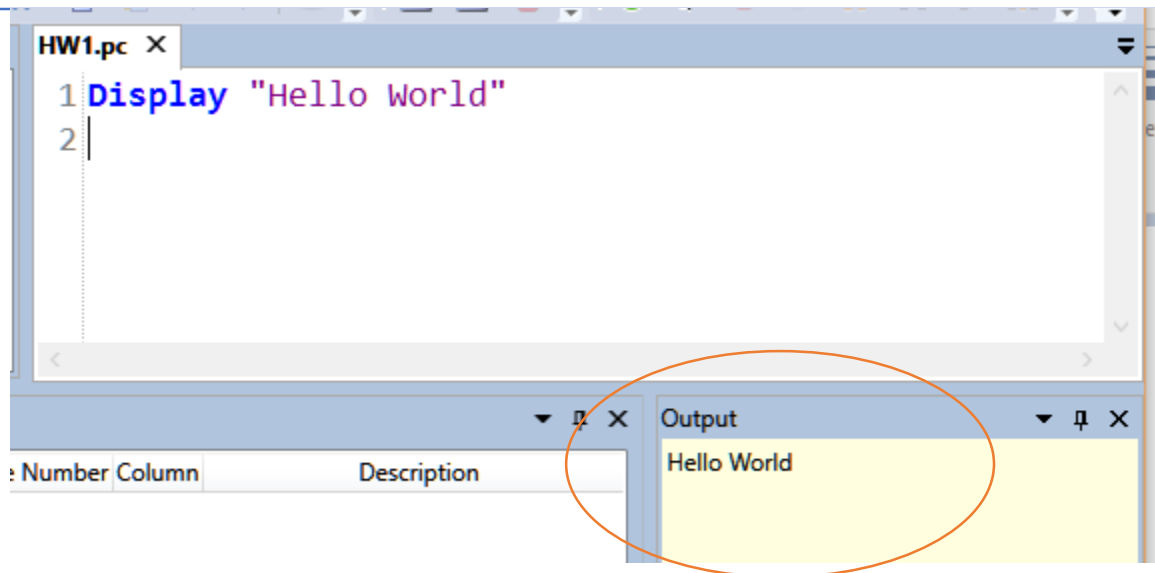 HW1.pc X
1 Display "Hello World"
2
Output
Number Column Description
Hello World